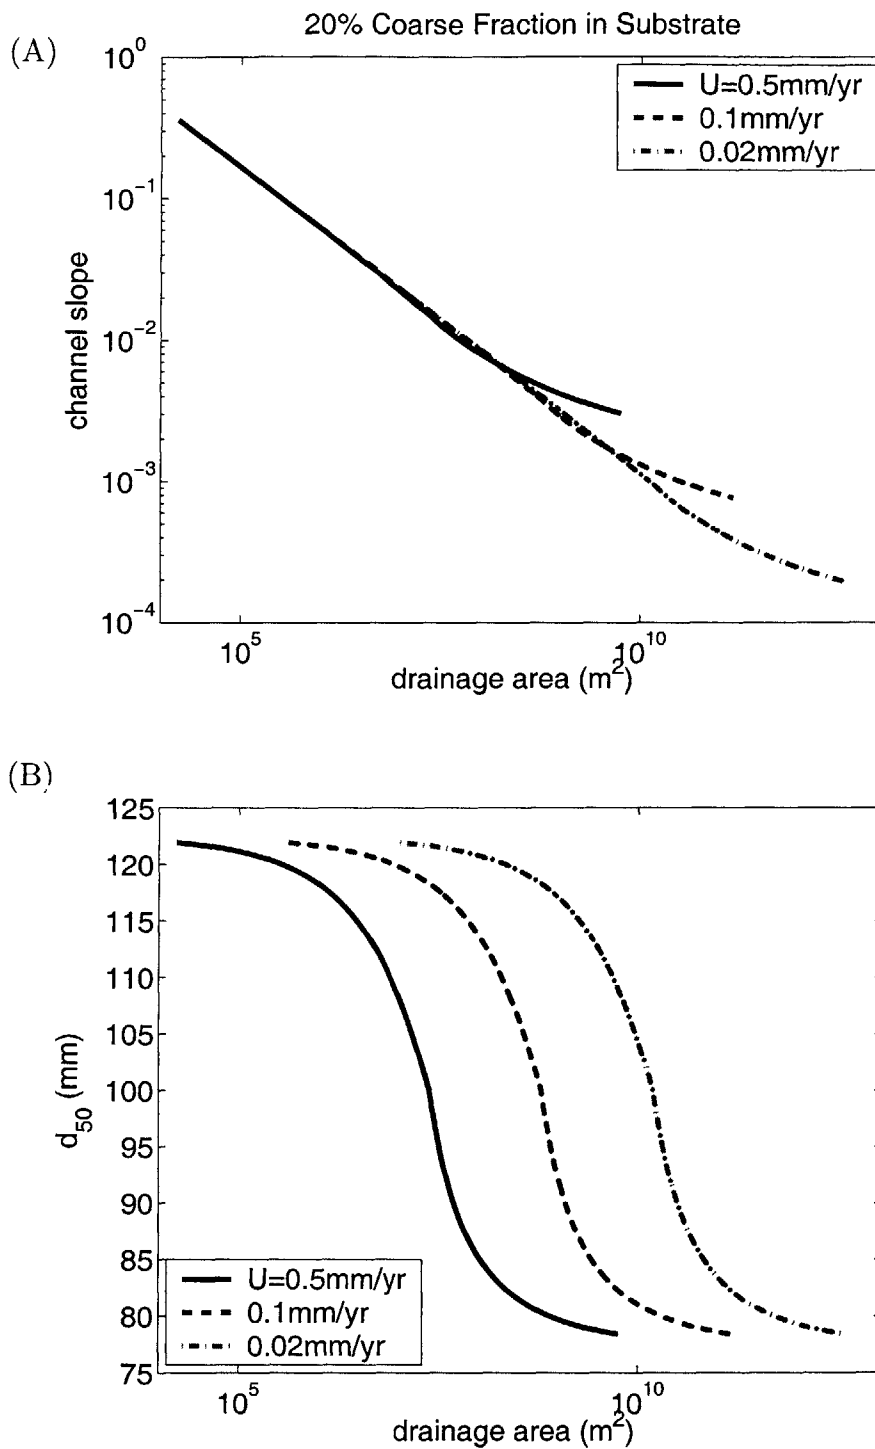 20% Coarse Fraction in Substrate
(A)
10^0
10^-1
10^-2
10^-3
10^-4
channel slope
U=0.5mm/yr
0.1mm/yr
0.02mm/yr
10^5
10^10
drainage area (m^2)
(B)
125
120
115
110
105
100
95
90
85
80
75
d_50 (mm)
U=0.5mm/yr
0.1mm/yr
0.02mm/yr
10^5
10^10
drainage area (m^2)